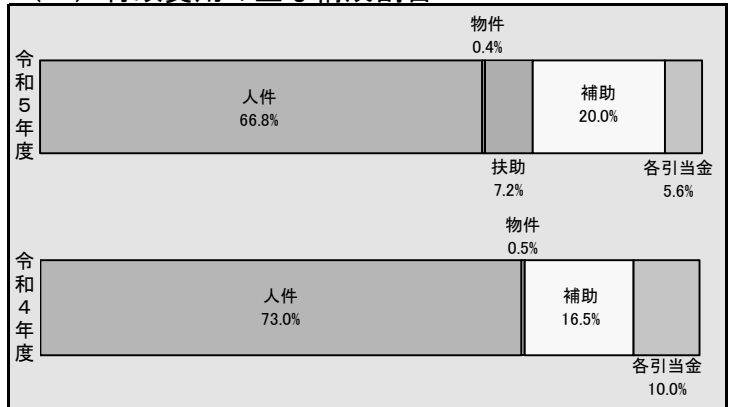 物件
0.4%
令和5年度
人件
66.8%
補助
20.0%
扶助
7.2%
各引当金
5.6%
物件
0.5%
令和4年度
人件
73.0%
補助
16.5%
各引当金
10.0%